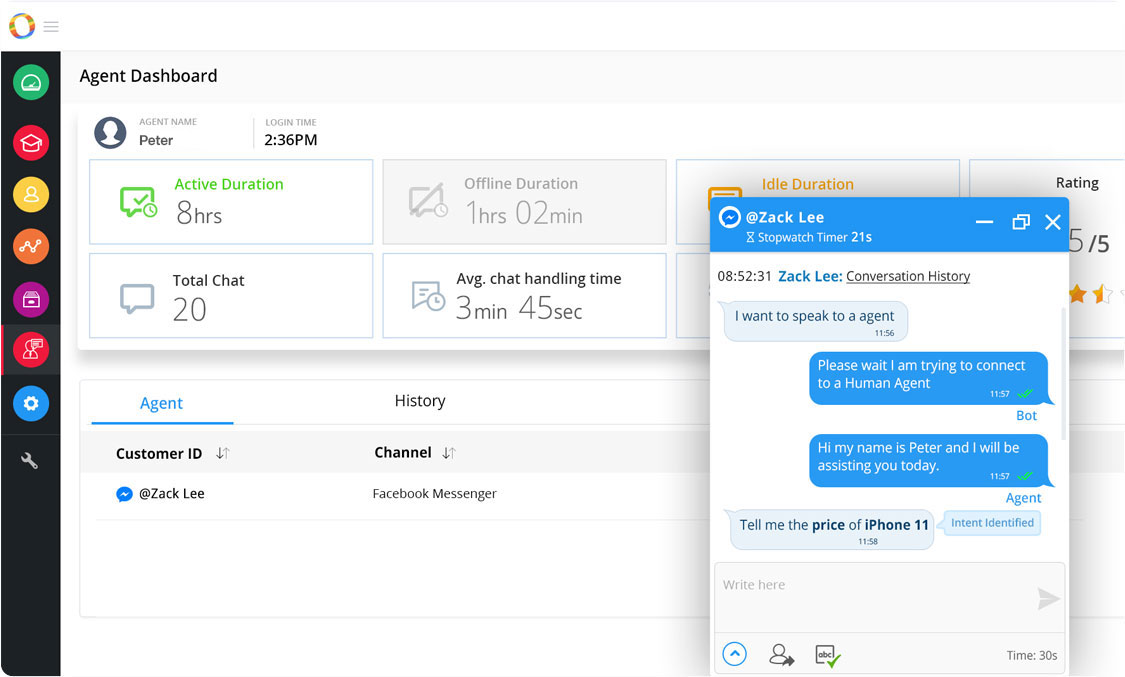 Agent Dashboard
AGENT NAME
Peter
LOGIN TIME
2:36PM
Active Duration
8hrs
Offline Duration
1hrs 02min
Idle Duration
Rating
5/5
Total Chat
20
Avg. chat handling time
3min 45sec
Agent
History
Customer ID
Channel
@Zack Lee
Facebook Messenger
@Zack Lee
Stopwatch Timer 21s
08:52:31 Zack Lee: Conversation History
I want to speak to a agent
11:56
Please wait I am trying to connect
to a Human Agent
11:57
Bot
Hi my name is Peter and I will be
assisting you today.
11:57
Agent
Tell me the price of iPhone 11
11:58
Intent Identified
Write here
abc
Time: 30s